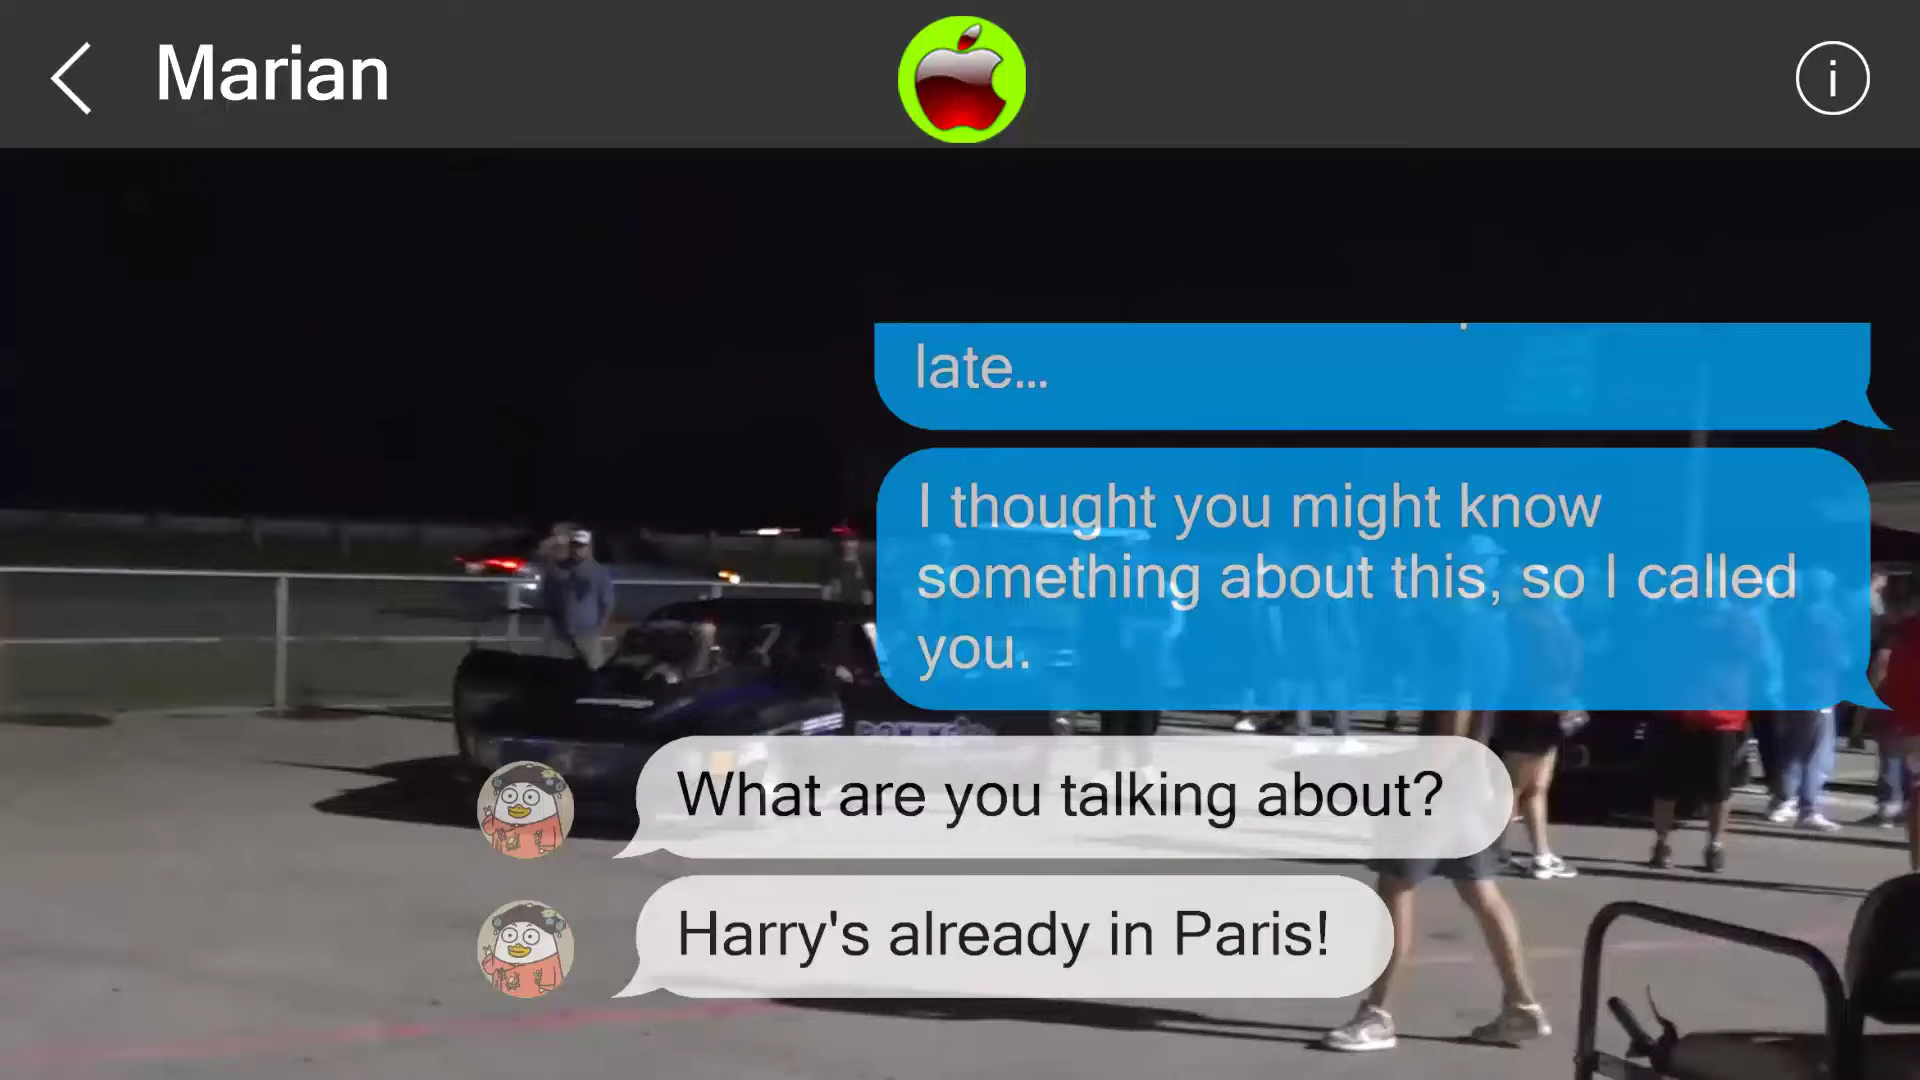 Marian
late...
I thought you might know
something about this, so I called
you.
What are you talking about?
Harry's already in Paris!